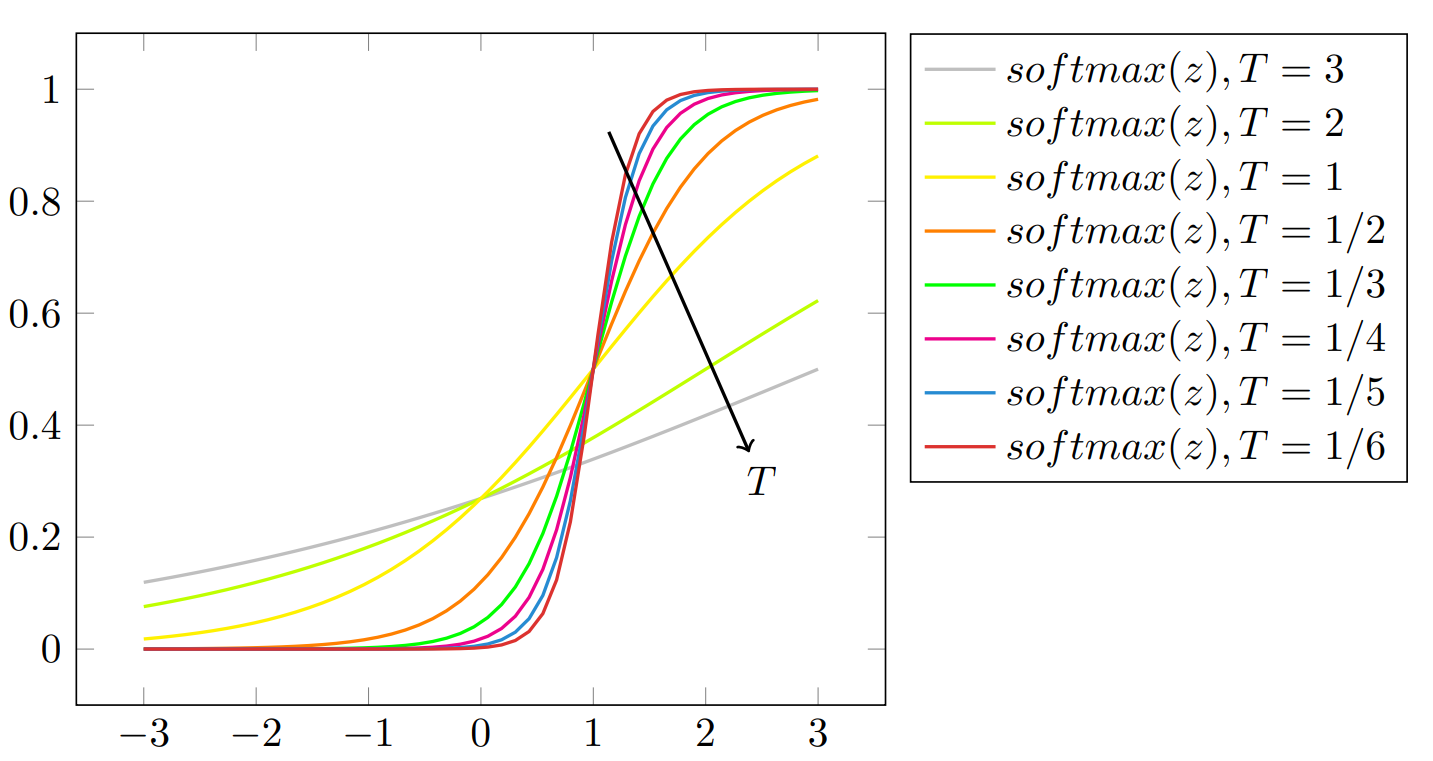 1
0.8
0.6
0.4
0.2
0
−3 −2 −1 0 1 2 3
T
softmax(z), T = 3
softmax(z), T = 2
softmax(z), T = 1
softmax(z), T = 1/2
softmax(z), T = 1/3
softmax(z), T = 1/4
softmax(z), T = 1/5
softmax(z), T = 1/6